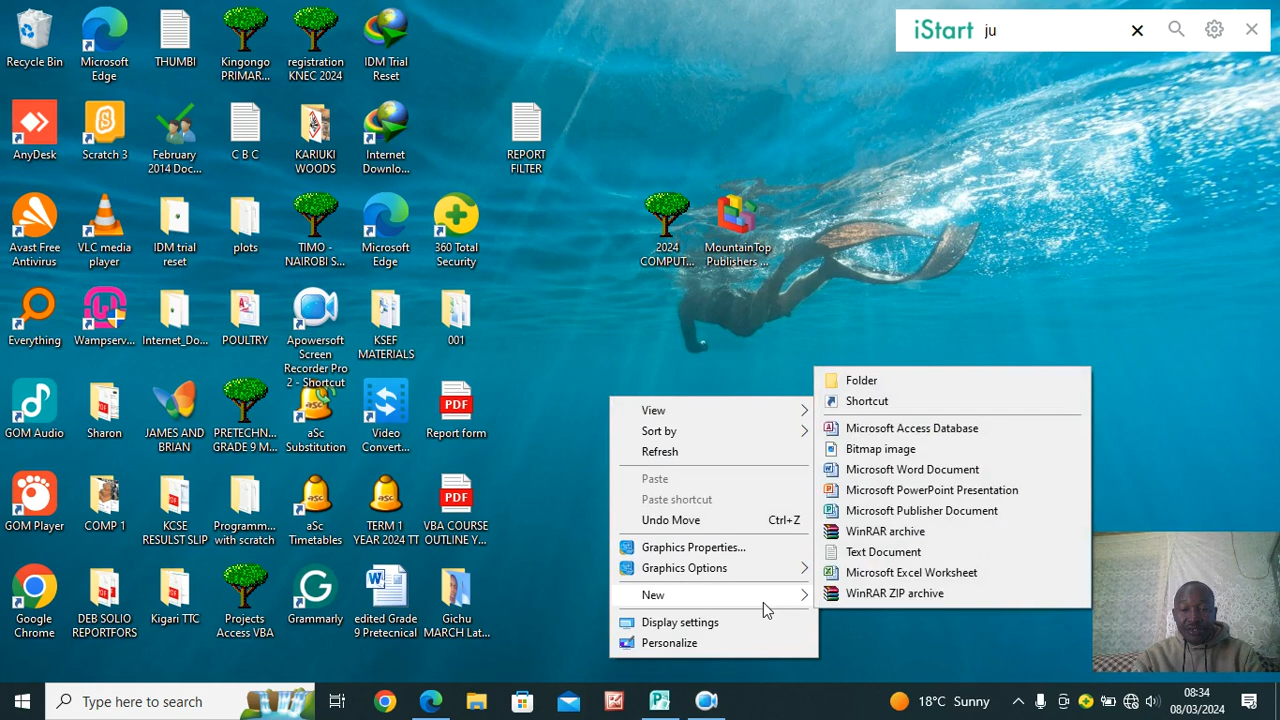 iStart ju
Recycle Bin
Microsoft
Edge
THUMBI
Kingongo
PRIMAR...
registration
KNEC 2024
IDM Trial
Reset
AnyDesk
Scratch 3
February
2014 Doc...
C B C
KARIUKI
WOODS
Internet
Downlo...
REPORT
FILTER
Avast Free
Antivirus
VLC media
player
IDM trial
reset
plots
TIMO -
NAIROBI S...
Microsoft
Edge
360 Total
Security
2024
COMPUT...
MountainTop
Publishers ...
Everything
Wampserv...
Internet_Do...
POULTRY
Apowersoft
Screen
Recorder Pro
2 - Shortcut
KSEF
MATERIALS
001
GOM Audio
Sharon
JAMES AND
BRIAN
PRETECHN...
GRADE 9 M...
aSc
Substitution
Video
Convert...
Report form
GOM Player
COMP 1
KCSE
RESULST SLIP
Programm...
with scratch
aSc
Timetables
TERM 1
YEAR 2024 TT
VBA COURSE
OUTLINE Y...
Google
Chrome
DEB SOLIO
REPORTFORS
Kigari TTC
Projects
Access VBA
Grammarly
edited Grade
9 Pretecnical
Gichu
MARCH Lat...
View
Sort by
Refresh
Paste
Paste shortcut
Undo Move Ctrl+Z
Graphics Properties...
Graphics Options
New
Display settings
Personalize
Folder
Shortcut
Microsoft Access Database
Bitmap image
Microsoft Word Document
Microsoft PowerPoint Presentation
Microsoft Publisher Document
WinRAR archive
Text Document
Microsoft Excel Worksheet
WinRAR ZIP archive
Type here to search
18°C Sunny
08:34
08/03/2024